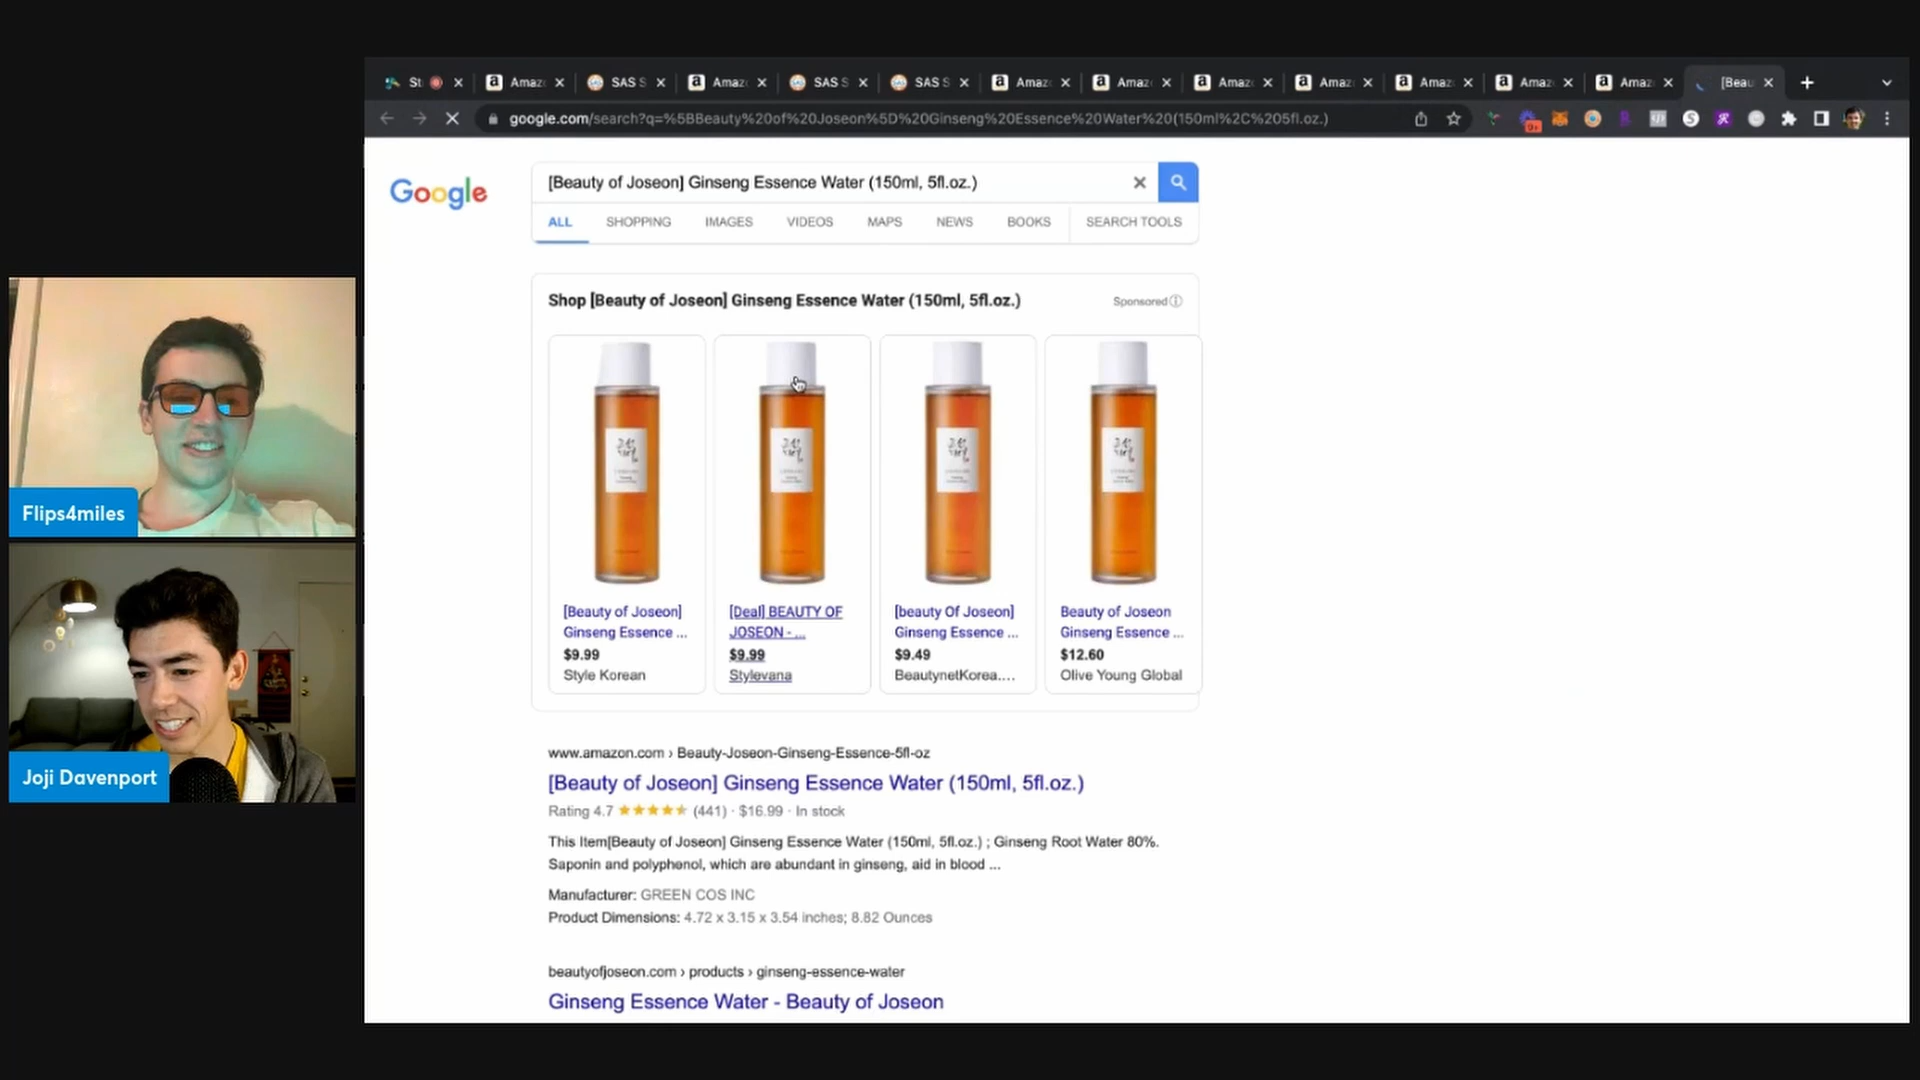 St
Amaz
SAS S
Amaz
SAS S
SAS S
Amaz
Amaz
Amaz
Amaz
Amaz
Amaz
Amaz
[Beau
google.com/search?q=%5BBeauty%20of%20Joseon%5D%20Ginseng%20Essence%20Water%20(150ml%2C%205fl.oz.)
9+
Google
[Beauty of Joseon] Ginseng Essence Water (150ml, 5fl.oz.)
ALL SHOPPING IMAGES VIDEOS MAPS NEWS BOOKS SEARCH TOOLS
Shop [Beauty of Joseon] Ginseng Essence Water (150ml, 5fl.oz.)
Sponsored
[Beauty of Joseon]
Ginseng Essence ...
$9.99
Style Korean
[Deal] BEAUTY OF
JOSEON - ...
$9.99
Stylevana
[beauty Of Joseon]
Ginseng Essence ...
$9.49
BeautynetKorea....
Beauty of Joseon
Ginseng Essence ...
$12.60
Olive Young Global
www.amazon.com › Beauty-Joseon-Ginseng-Essence-5fl-oz
[Beauty of Joseon] Ginseng Essence Water (150ml, 5fl.oz.)
Rating 4.7 (441) · $16.99 · In stock
This Item[Beauty of Joseon] Ginseng Essence Water (150ml, 5fl.oz.) ; Ginseng Root Water 80%.
Saponin and polyphenol, which are abundant in ginseng, aid in blood ...
Manufacturer: GREEN COS INC
Product Dimensions: 4.72 x 3.15 x 3.54 inches; 8.82 Ounces
beautyofjoseon.com › products › ginseng-essence-water
Ginseng Essence Water - Beauty of Joseon
Flips4miles
Joji Davenport